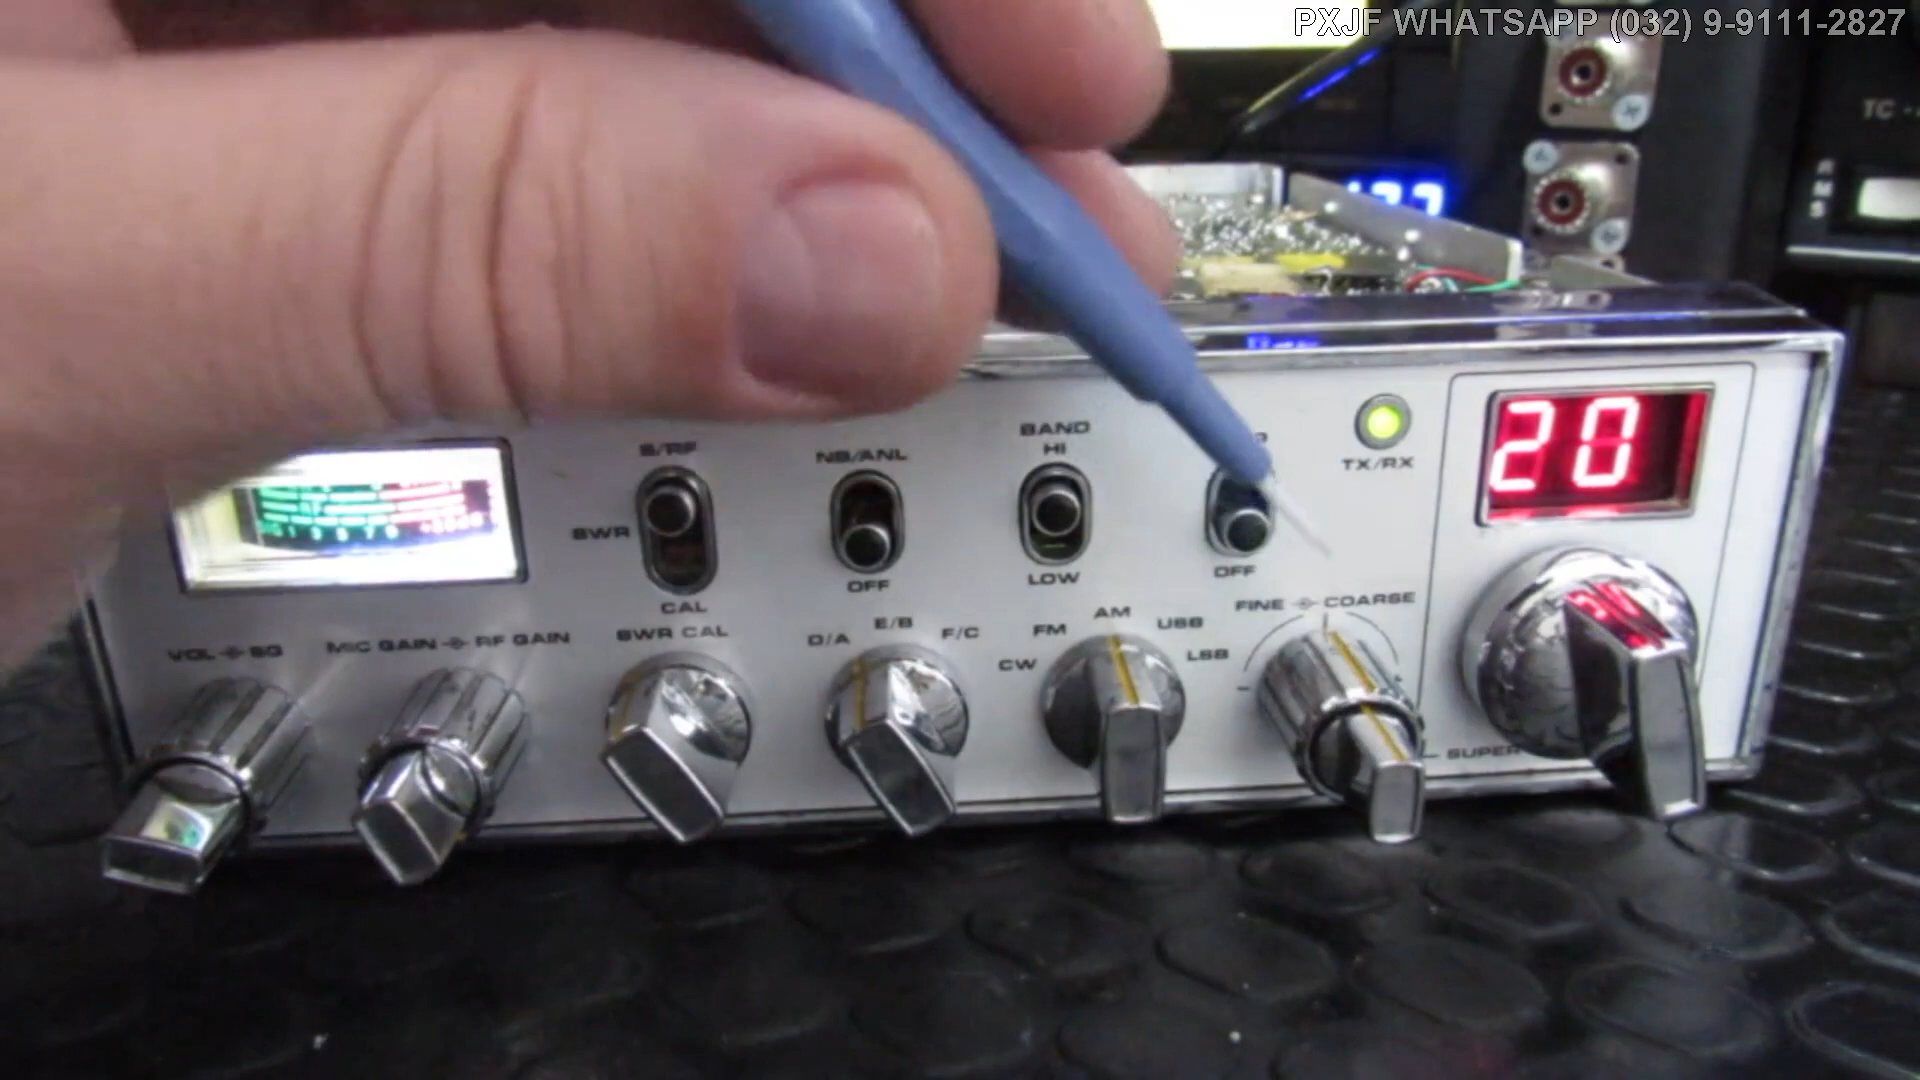 PXJF WHATSAPP (032) 9-9111-2827
TC -
BAND
S/RF
NB/ANL
HI
TX/RX
20
SWR
OFF
LOW
OFF
CAL
FINE COARSE
VOL SQ
MIC GAIN RF GAIN
SWR CAL
D/A
E/B
F/C
CW
FM
AM
USB
LSB
- +
SUPER